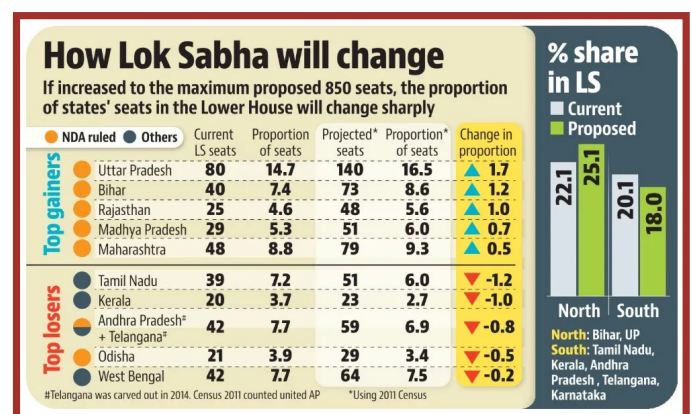 How Lok Sabha will change
If increased to the maximum proposed 850 seats, the proportion
of states' seats in the Lower House will change sharply
NDA ruled Others
Current LS seats
Proportion of seats
Projected* seats
Proportion* of seats
Change in proportion
Top gainers
Uttar Pradesh 80 14.7 140 16.5 1.7
Bihar 40 7.4 73 8.6 1.2
Rajasthan 25 4.6 48 5.6 1.0
Madhya Pradesh 29 5.3 51 6.0 0.7
Maharashtra 48 8.8 79 9.3 0.5
Top losers
Tamil Nadu 39 7.2 51 6.0 -1.2
Kerala 20 3.7 23 2.7 -1.0
Andhra Pradesh‡
+ Telangana‡ 42 7.7 59 6.9 -0.8
Odisha 21 3.9 29 3.4 -0.5
West Bengal 42 7.7 64 7.5 -0.2
#Telangana was carved out in 2014. Census 2011 counted united AP *Using 2011 Census
% share
in LS
Current
Proposed
22.1 25.1 20.1 18.0
North South
North: Bihar, UP
South: Tamil Nadu,
Kerala, Andhra
Pradesh , Telangana,
Karnataka